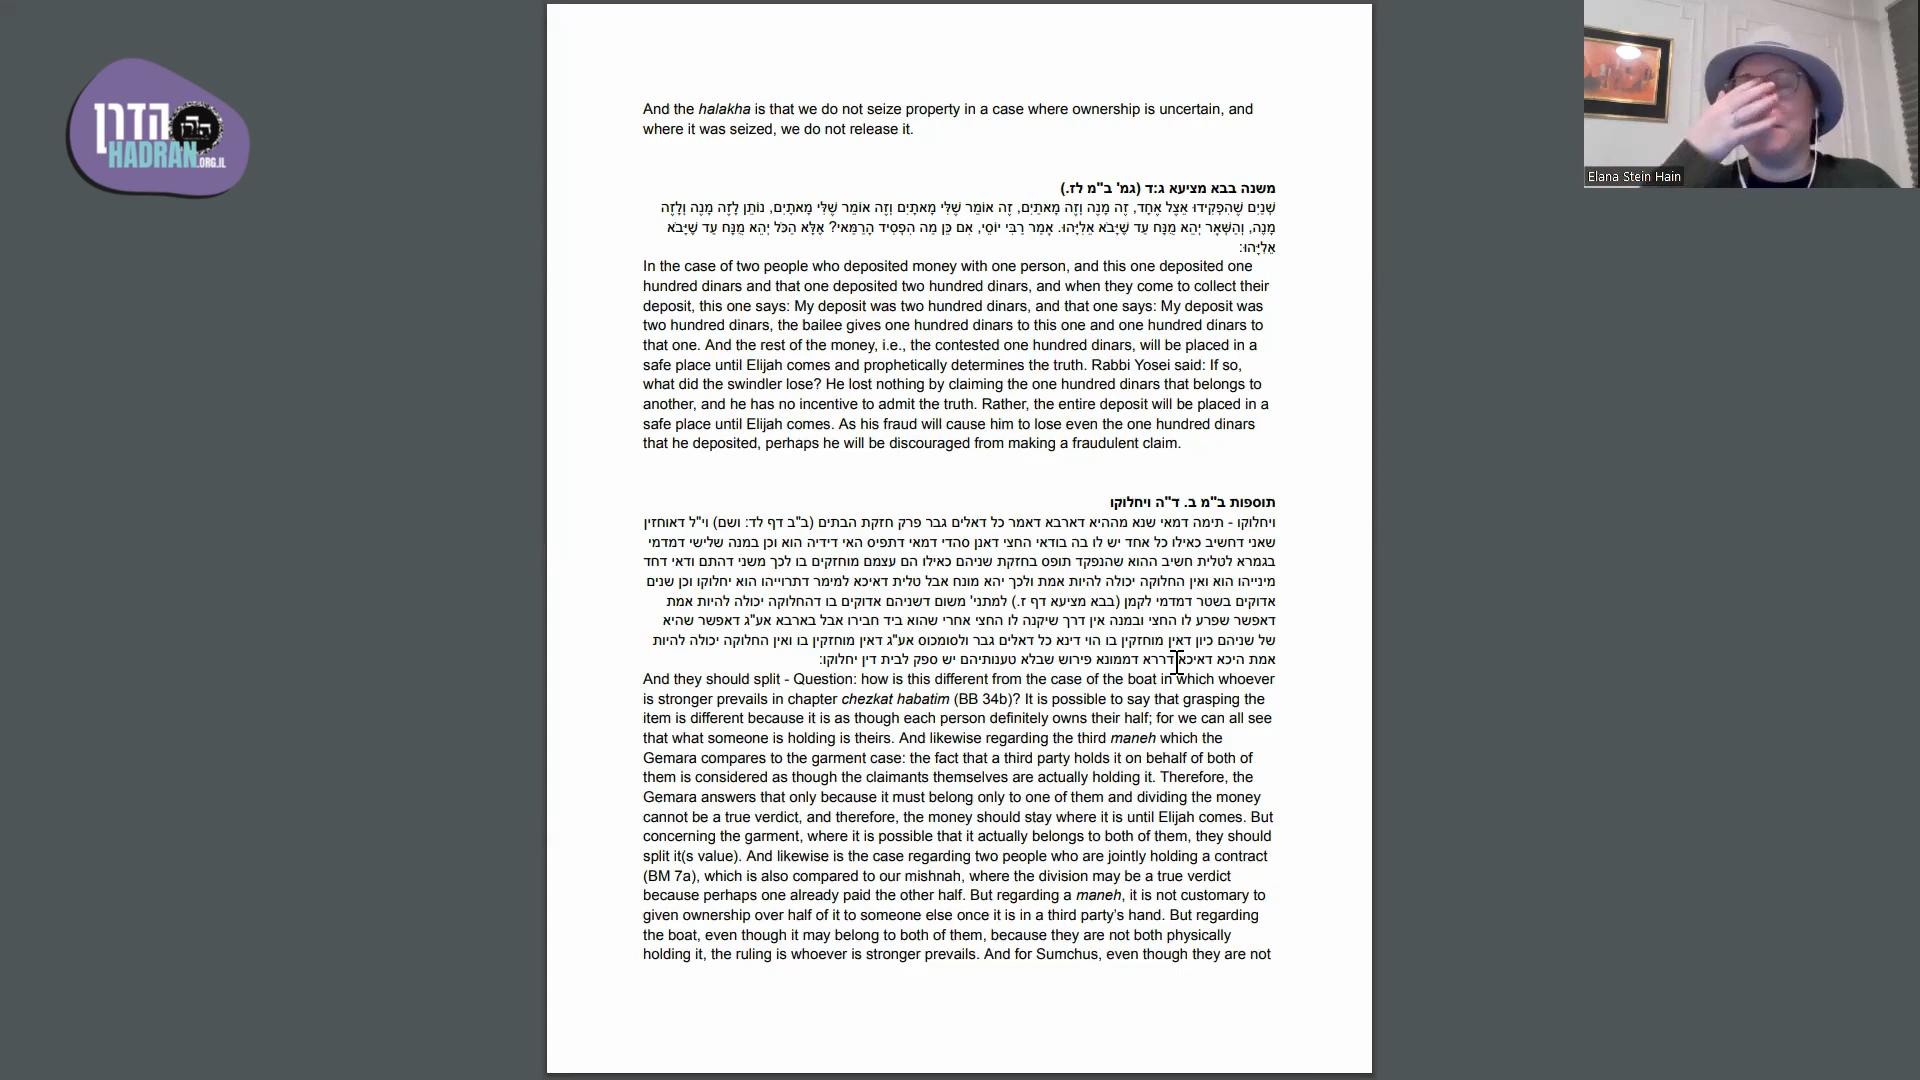 הדרן
HADRAN.ORG.IL
And the halakha is that we do not seize property in a case where ownership is uncertain, and
where it was seized, we do not release it.
משנה בבא מציעא ג:ד (גמ' ב"מ לז.)
שְׁנַיִם שֶׁהִפְקִידוּ אֵצֶל אֶחָד, זֶה מָנֶה וְזֶה מָאתַיִם, זֶה אוֹמֵר שֶׁלִּי מָאתַיִם וְזֶה אוֹמֵר שֶׁלִּי מָאתָיִם, נוֹתֵן לָזֶה מָנֶה וְלָזֶה
מָנֶה, וְהַשְּׁאָר יְהֵא מֻנָּח עַד שֶׁיָּבֹא אֵלִיָּהוּ. אָמַר רַבִּי יוֹסֵי, אִם כֵּן מַה הִפְסִיד הָרַמַּאי? אֶלָּא הַכֹּל יְהֵא מֻנָּח עַד שֶׁיָּבֹא
אֵלִיָּהוּ:
In the case of two people who deposited money with one person, and this one deposited one
hundred dinars and that one deposited two hundred dinars, and when they come to collect their
deposit, this one says: My deposit was two hundred dinars, and that one says: My deposit was
two hundred dinars, the bailee gives one hundred dinars to this one and one hundred dinars to
that one. And the rest of the money, i.e., the contested one hundred dinars, will be placed in a
safe place until Elijah comes and prophetically determines the truth. Rabbi Yosei said: If so,
what did the swindler lose? He lost nothing by claiming the one hundred dinars that belongs to
another, and he has no incentive to admit the truth. Rather, the entire deposit will be placed in a
safe place until Elijah comes. As his fraud will cause him to lose even the one hundred dinars
that he deposited, perhaps he will be discouraged from making a fraudulent claim.
תוספות ב"מ ב. ד"ה ויחלוקו
ויחלוקו - תימה דמאי שנא מההיא דארבא דאמר כל דאלים גבר פרק חזקת הבתים (ב"ב דף לד: ושם) וי"ל דאוחזין
שאני דחשיב כאילו כל אחד יש לו בה בודאי החצי דאנן סהדי דמאי דתפיס האי דידיה הוא וכן במנה שלישי דמדמי
בגמרא לטלית חשיב ההוא שהנפקד תופס בחזקת שניהם כאילו הם עצמם מוחזקים בו לכך משני דהתם ודאי דחד
מינייהו הוא ואין החלוקה יכולה להיות אמת ולכך יהא מונח אבל טלית דאיכא למימר דתרוייהו הוא יחלוקו וכן שנים
אדוקים בשטר דמדמי לקמן (בבא מציעא דף ז.) למתני' משום דשניהם אדוקים בו דהחלוקה יכולה להיות אמת
דאפשר שפרע לו החצי ובמנה אין דרך שיקנה לו החצי אחרי שהוא ביד חבירו אבל בארבא אע"ג דאפשר שהיא
של שניהם כיון דאין מוחזקין בו הוי דינא כל דאלים גבר ולסומכוס אע"ג דאין מוחזקין בו ואין החלוקה יכולה להיות
אמת היכא דאיכא דררא דממונא פירוש שבלא טענותיהם יש ספק לבית דין יחלוקו:
And they should split - Question: how is this different from the case of the boat in which whoever
is stronger prevails in chapter chezkat habatim (BB 34b)? It is possible to say that grasping the
item is different because it is as though each person definitely owns their half; for we can all see
that what someone is holding is theirs. And likewise regarding the third maneh which the
Gemara compares to the garment case: the fact that a third party holds it on behalf of both of
them is considered as though the claimants themselves are actually holding it. Therefore, the
Gemara answers that only because it must belong only to one of them and dividing the money
cannot be a true verdict, and therefore, the money should stay where it is until Elijah comes. But
concerning the garment, where it is possible that it actually belongs to both of them, they should
split it(s value). And likewise is the case regarding two people who are jointly holding a contract
(BM 7a), which is also compared to our mishnah, where the division may be a true verdict
because perhaps one already paid the other half. But regarding a maneh, it is not customary to
given ownership over half of it to someone else once it is in a third party's hand. But regarding
the boat, even though it may belong to both of them, because they are not both physically
holding it, the ruling is whoever is stronger prevails. And for Sumchus, even though they are not
Elana Stein Hain